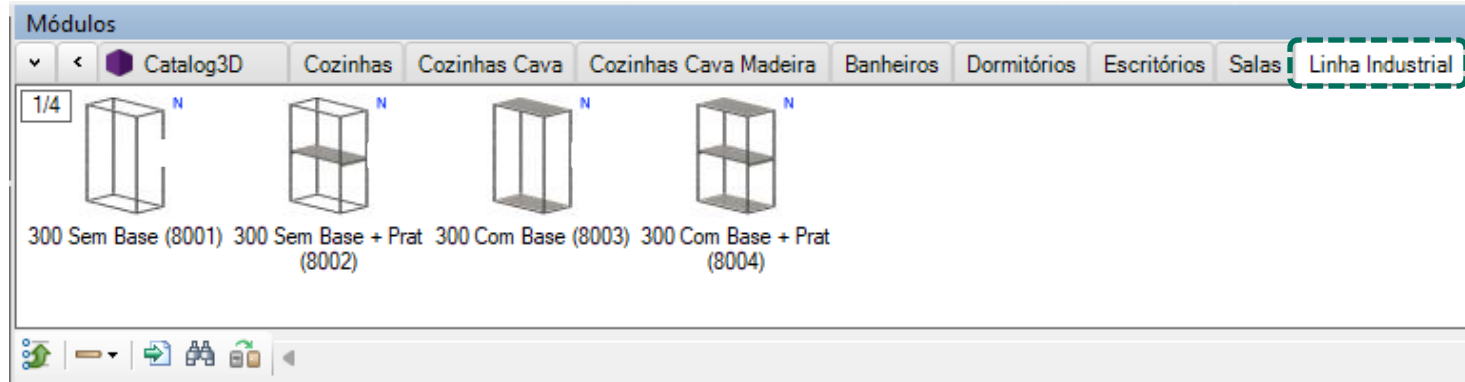 Módulos
Catalog3D Cozinhas Cozinhas Cava Cozinhas Cava Madeira Banheiros Dormitórios Escritórios Salas Linha Industrial
1/4 N N N N
300 Sem Base (8001) 300 Sem Base + Prat 300 Com Base (8003) 300 Com Base + Prat
(8002) (8004)